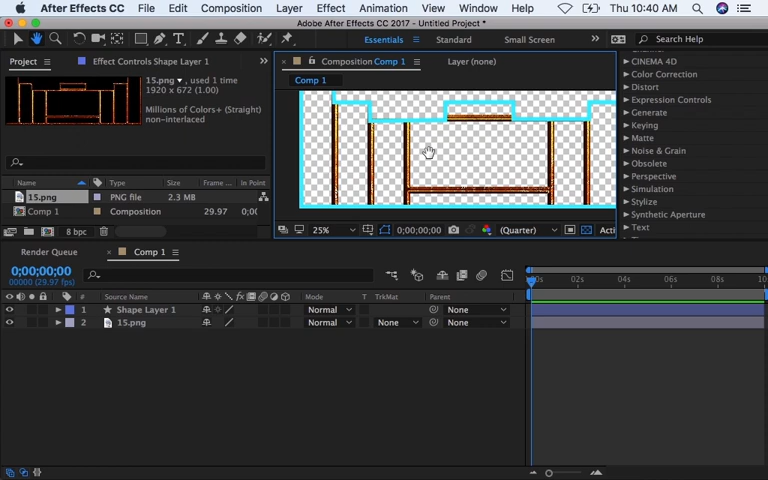 After Effects CC File Edit Composition Layer Effect Animation View Window Help Thu 10:40 AM
Adobe After Effects CC 2017 - Untitled Project *
Essentials Standard Small Screen Search Help
Project Effect Controls Shape Layer 1
Composition Comp 1 Layer (none)
Comp 1
15.png , used 1 time
1920 x 672 (1.00)
Millions of Colors+ (Straight)
non-interlaced
CINEMA 4D
Color Correction
Distort
Expression Controls
Generate
Keying
Matte
Noise & Grain
Obsolete
Perspective
Simulation
Stylize
Synthetic Aperture
Text
Name Type Size Frame ... In
15.png PNG file 2.3 MB
Comp 1 Composition 29.97 0;00
8 bpc
25% 0;00;00;00 (Quarter) Acti
Render Queue Comp 1
0;00;00;00
00000 (29.97 fps)
:00s 02s 04s 06s 08s 10s
# Source Name Mode T TrkMat Parent
1 Shape Layer 1 Normal None
2 15.png Normal None None